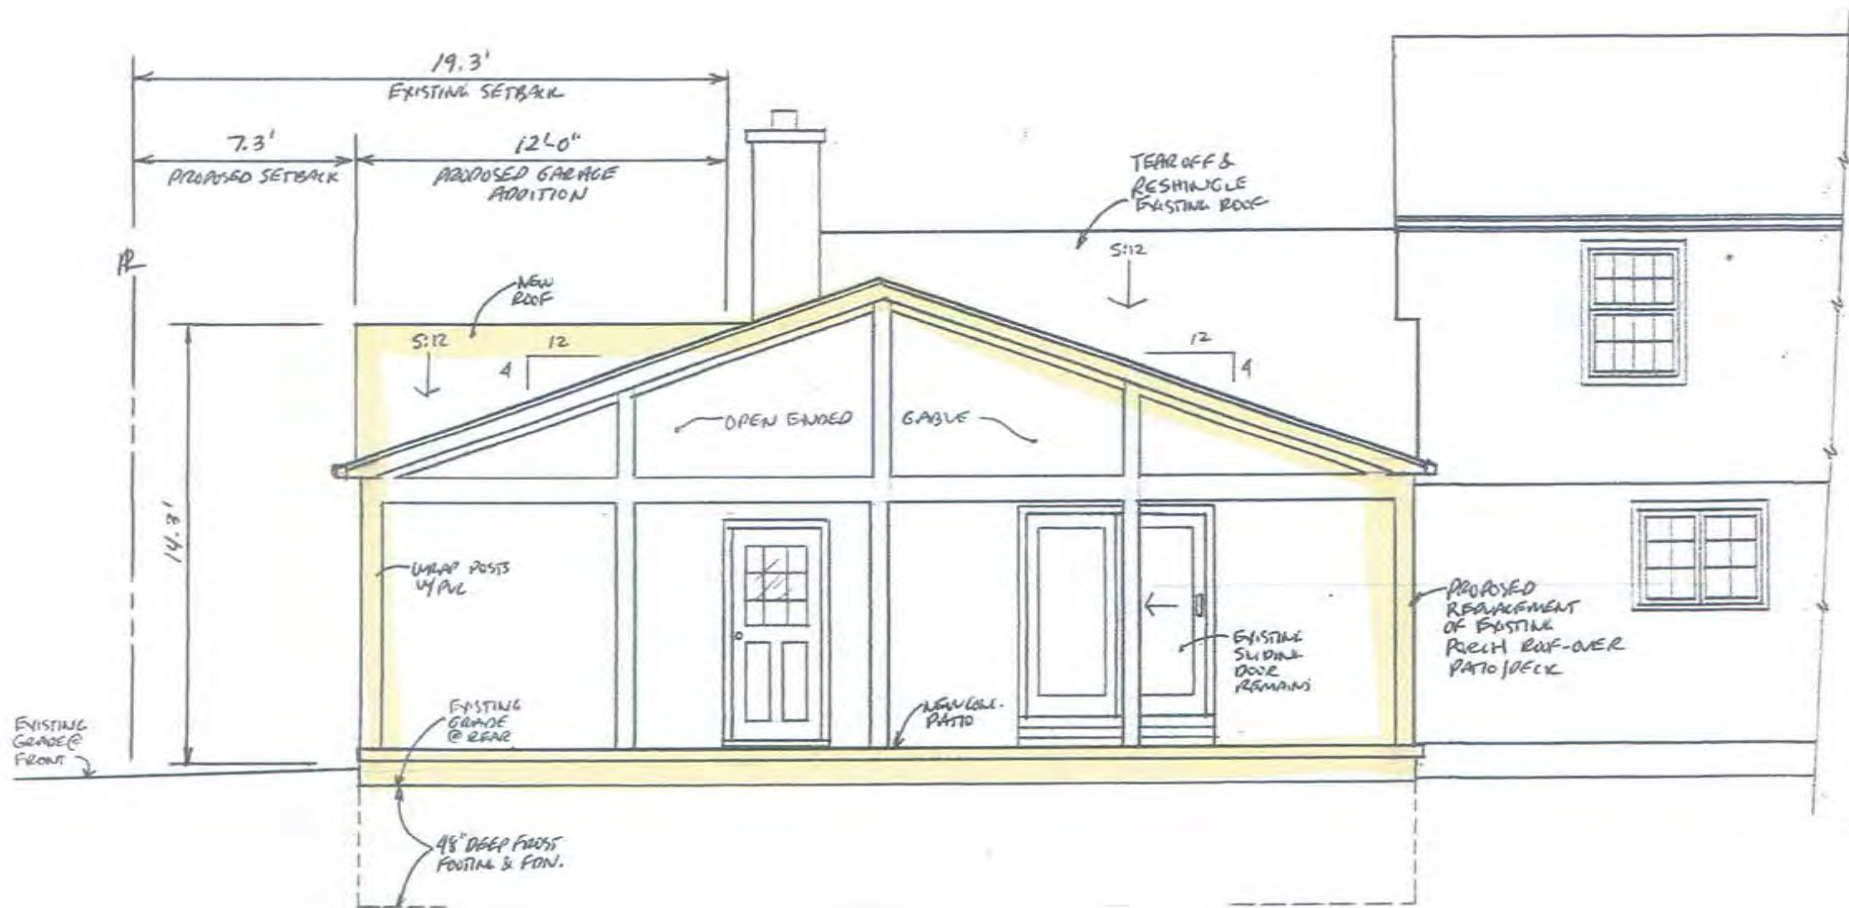 19.3'
EXISTING SETBACK
7.3'
PROPOSED SETBACK
12'-0"
PROPOSED GARAGE
ADDITION
TEAR OFF &
RESHINGLE
EXISTING ROOF
PL
NEW
ROOF
5:12
5:12
12
4
12
4
OPEN ENDED GABLE
14.3'
WRAP POSTS
W/PVC
EXISTING
GRADE @
FRONT
EXISTING
GRADE
@ REAR
NEW CONC.
PATIO
EXISTING
SLIDING
DOOR
REMAINS
PROPOSED
REPLACEMENT
OF EXISTING
PORCH ROOF-OVER
PATIO/DECK
48" DEEP FROST
FOOTING & FDN.